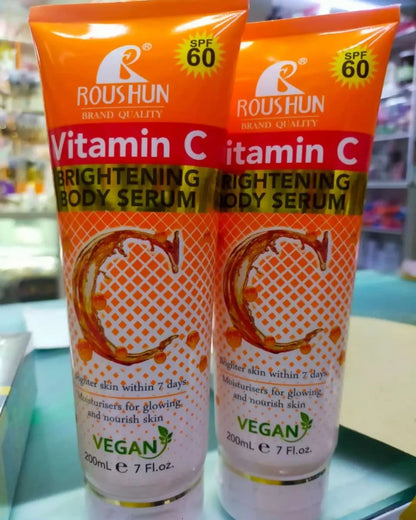 SPF
60
R
ROUSHUN
BRAND QUALITY
Vitamin C
BRIGHTENING
BODY SERUM
C
Brighter skin within 7 days.
Moisturisers for glowing,
and nourish skin
VEGAN
200mL e 7 Fl.oz.
SPF
60
R
ROUSHUN
BRAND QUALITY
itamin C
RIGHTENING
ODY SERUM
C
righter skin within 7 days.
Moisturisers for glowing,
and nourish skin
VEGAN
200mL e 7 Fl.oz.